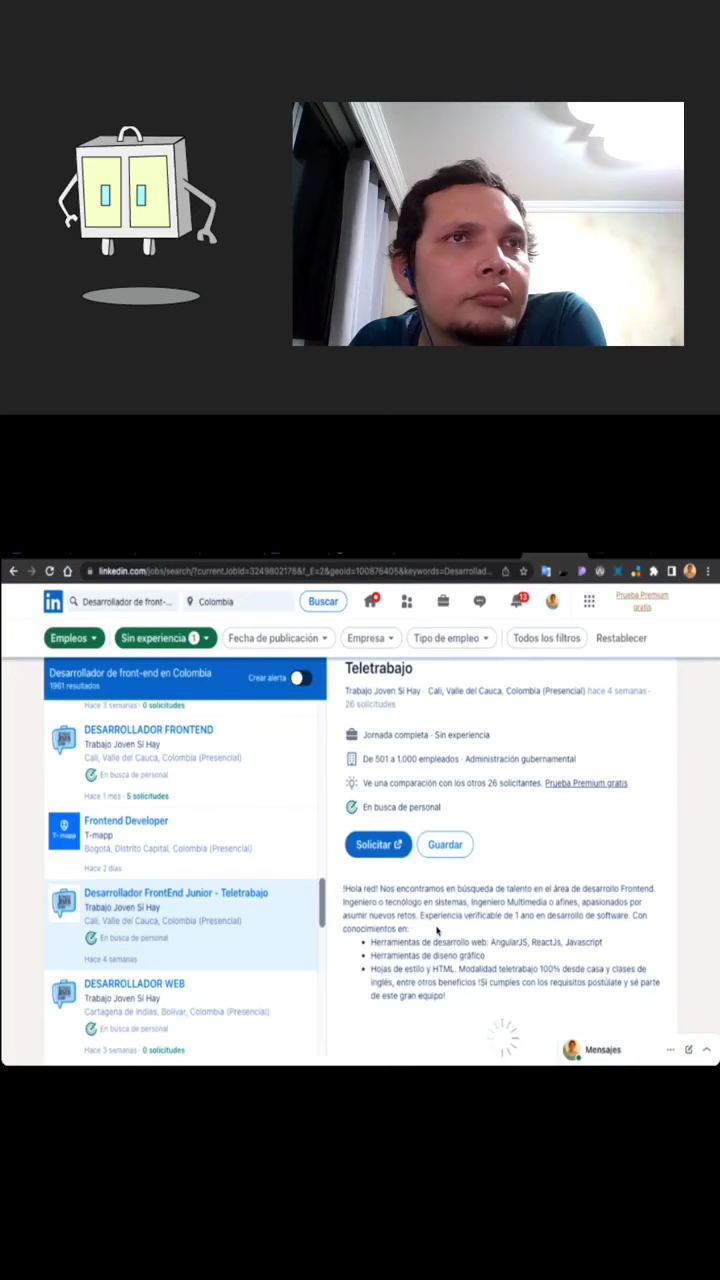 linkedin.com/jobs/search/?currentJobId=3249802178&f_E=2&geoId=100876405&keywords=Desarrollad...
in
Desarrollador de front-...
Colombia
Buscar
13
Prueba Premium
gratis
Empleos
Sin experiencia 1
Fecha de publicación
Empresa
Tipo de empleo
Todos los filtros
Restablecer
Desarrollador de front-end en Colombia
1961 resultados
Crear alerta
Hace 3 semanas · 0 solicitudes
DESARROLLADOR FRONTEND
Trabajo Joven Sí Hay
Cali, Valle del Cauca, Colombia (Presencial)
En busca de personal
Hace 1 mes · 5 solicitudes
Frontend Developer
T-mapp
T-mapp
Bogotá, Distrito Capital, Colombia (Presencial)
Hace 2 días
Desarrollador FrontEnd Junior - Teletrabajo
Trabajo Joven Sí Hay
Cali, Valle del Cauca, Colombia (Presencial)
En busca de personal
Hace 4 semanas
DESARROLLADOR WEB
Trabajo Joven Sí Hay
Cartagena de Indias, Bolívar, Colombia (Presencial)
En busca de personal
Hace 3 semanas · 0 solicitudes
Teletrabajo
Trabajo Joven Sí Hay · Cali, Valle del Cauca, Colombia (Presencial) hace 4 semanas ·
26 solicitudes
Jornada completa · Sin experiencia
De 501 a 1.000 empleados · Administración gubernamental
Ve una comparación con los otros 26 solicitantes. Prueba Premium gratis
En busca de personal
Solicitar
Guardar
!Hola red! Nos encontramos en búsqueda de talento en el área de desarrollo Frontend.
Ingeniero o tecnólogo en sistemas, Ingeniero Multimedia o afines, apasionados por
asumir nuevos retos. Experiencia verificable de 1 ano en desarrollo de software. Con
conocimientos en:
• Herramientas de desarrollo web: AngularJS, ReactJs, Javascript
• Herramientas de diseno gráfico
• Hojas de estilo y HTML. Modalidad teletrabajo 100% desde casa y clases de
inglés, entre otros beneficios !Si cumples con los requisitos postúlate y sé parte
de este gran equipo!
Mensajes